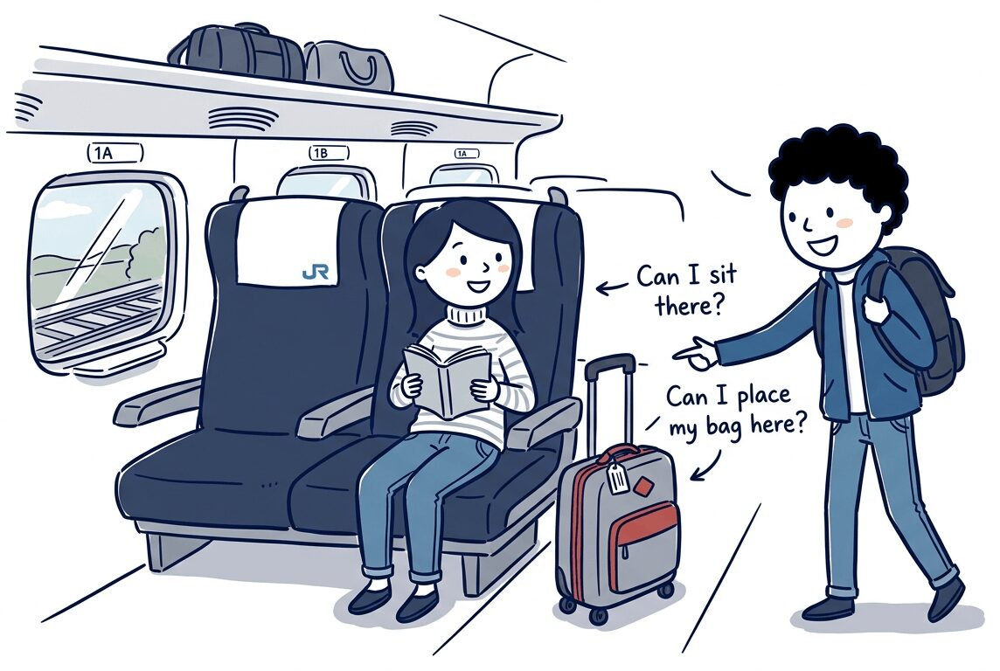 1A
1B
1A
JR
Can I sit
there?
Can I place
my bag here?